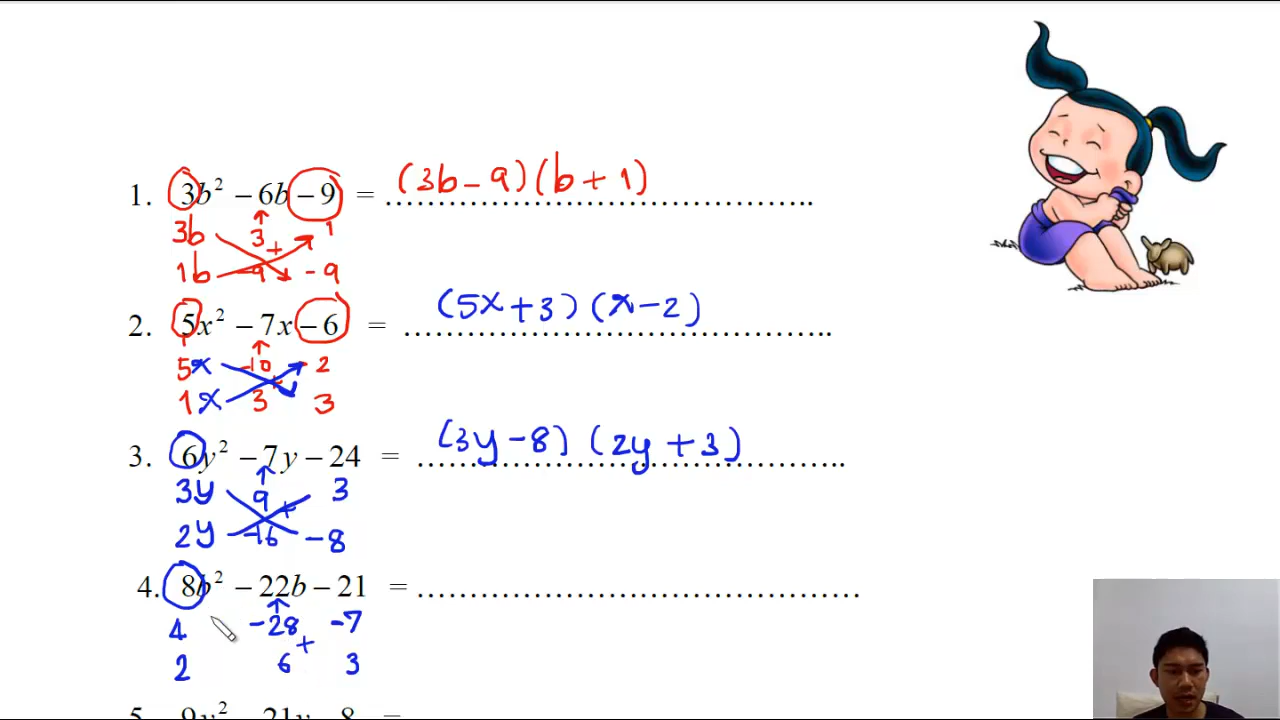 1. 3b² − 6b − 9 = (3b − 9)(b + 1)
3b 3 1
+
1b −9 −9
2. 5x² − 7x − 6 = (5x + 3)(x − 2)
5x −10 2
+
1x 3 3
3. 6y² − 7y − 24 = (3y − 8)(2y + 3)
3y 9 3
+
2y −16 −8
4. 8b² − 22b − 21 = ..........
4 −28 −7
+
2 6 3